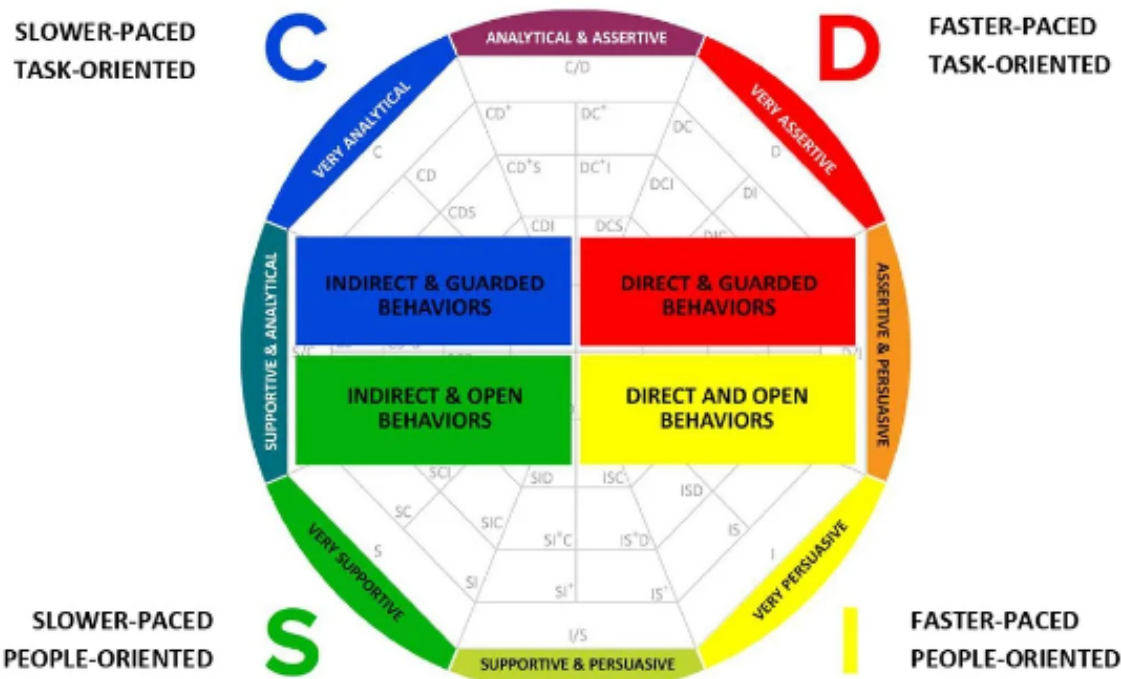 SLOWER-PACED
TASK-ORIENTED
C
ANALYTICAL & ASSERTIVE
D
FASTER-PACED
TASK-ORIENTED
VERY ANALYTICAL
VERY ASSERTIVE
C/D
CD+
DC+
DC
C
D
CD
CD+S
DC+I
DCI
DI
CDS
CDI
DCS
SUPPORTIVE & ANALYTICAL
INDIRECT & GUARDED
BEHAVIORS
DIRECT & GUARDED
BEHAVIORS
ASSERTIVE & PERSUASIVE
INDIRECT & OPEN
BEHAVIORS
DIRECT AND OPEN
BEHAVIORS
SCI
SID
ISC
ISD
SC
SIC
SI+C
IS+D
IS
S
I
SI
SI+
IS+
VERY SUPPORTIVE
VERY PERSUASIVE
I/S
SUPPORTIVE & PERSUASIVE
SLOWER-PACED
PEOPLE-ORIENTED
S
I
FASTER-PACED
PEOPLE-ORIENTED